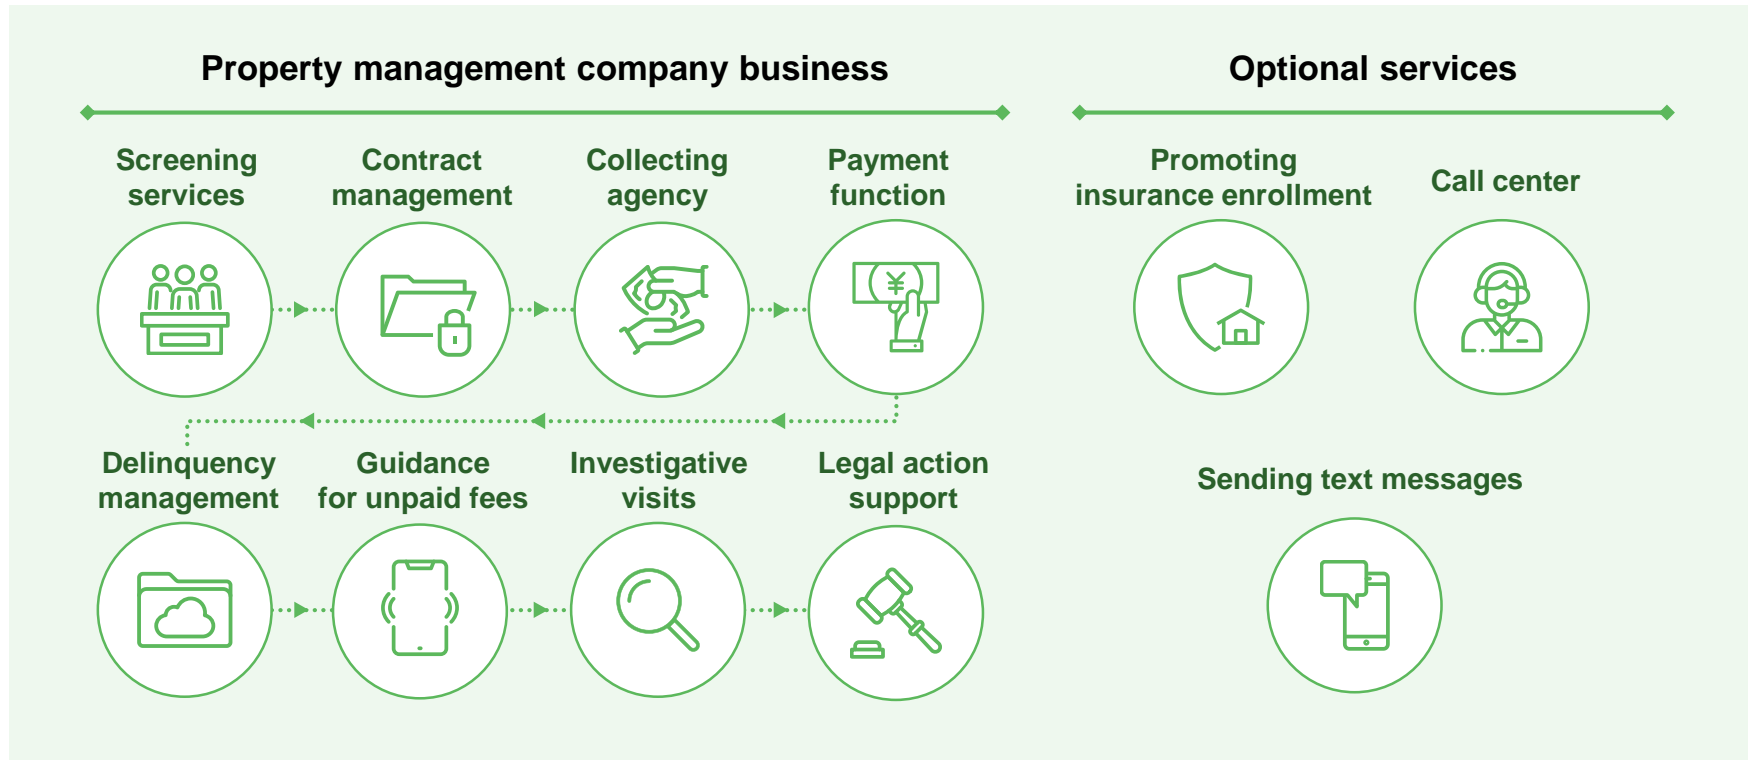 Property management company business
Screening
services
Contract
management
Collecting
agency
Payment
function
¥
Delinquency
management
Guidance
for unpaid fees
Investigative
visits
Legal action
support
Optional services
Promoting
insurance enrollment
Call center
Sending text messages